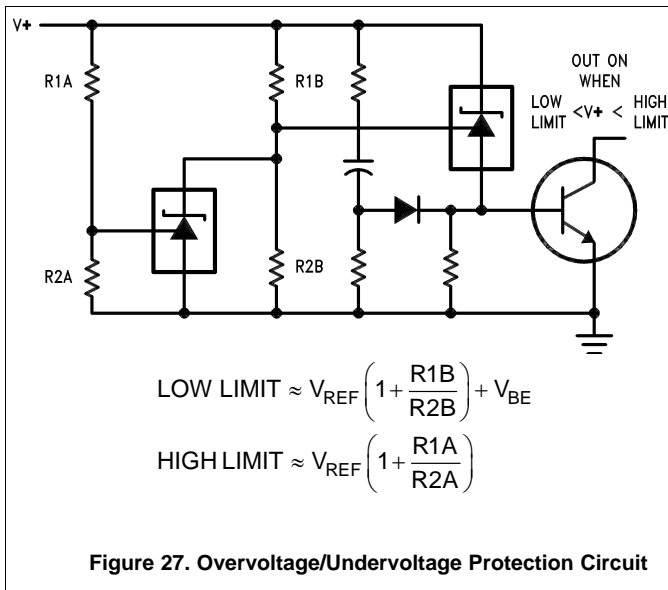 V+
R1A
R1B
OUT ON
WHEN
LOW LIMIT <V+ < HIGH LIMIT
R2A
R2B
LOW LIMIT ≈ V_REF (1 + R1B/R2B) + V_BE
HIGH LIMIT ≈ V_REF (1 + R1A/R2A)
Figure 27. Overvoltage/Undervoltage Protection Circuit